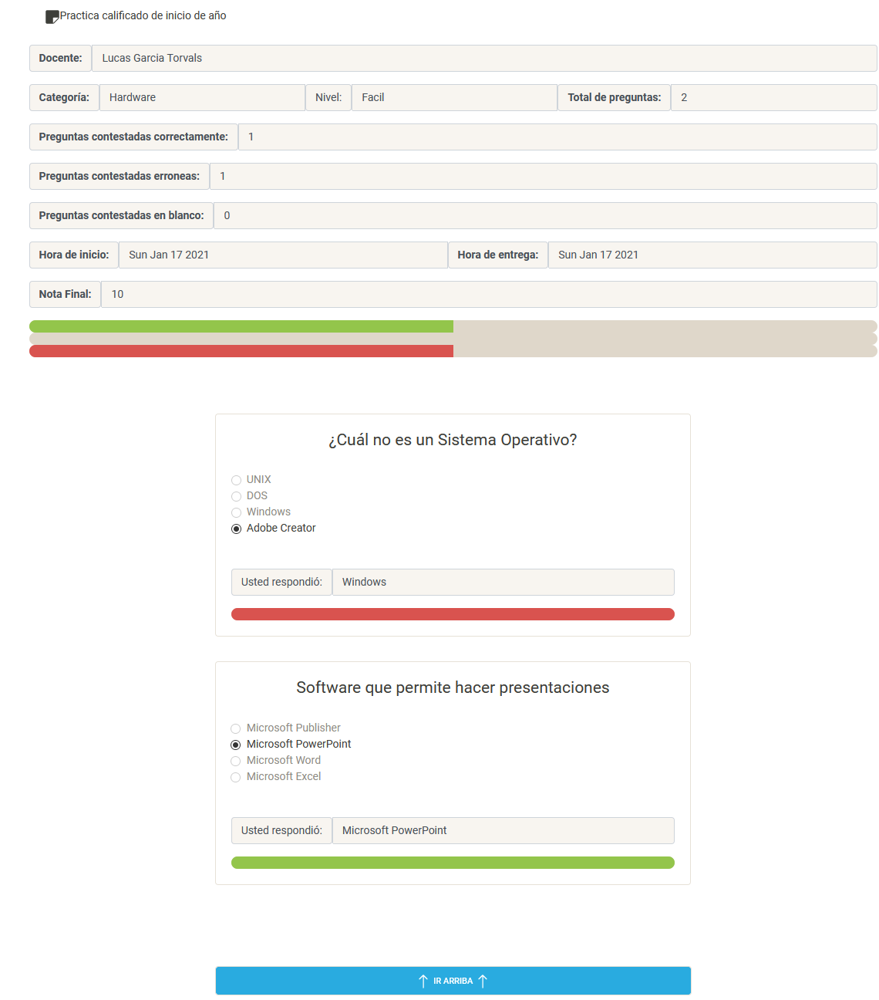 Practica calificado de inicio de año
Docente: Lucas Garcia Torvals
Categoría: Hardware Nivel: Facil Total de preguntas: 2
Preguntas contestadas correctamente: 1
Preguntas contestadas erroneas: 1
Preguntas contestadas en blanco: 0
Hora de inicio: Sun Jan 17 2021 Hora de entrega: Sun Jan 17 2021
Nota Final: 10
¿Cuál no es un Sistema Operativo?
UNIX
DOS
Windows
Adobe Creator
Usted respondió: Windows
Software que permite hacer presentaciones
Microsoft Publisher
Microsoft PowerPoint
Microsoft Word
Microsoft Excel
Usted respondió: Microsoft PowerPoint
IR ARRIBA